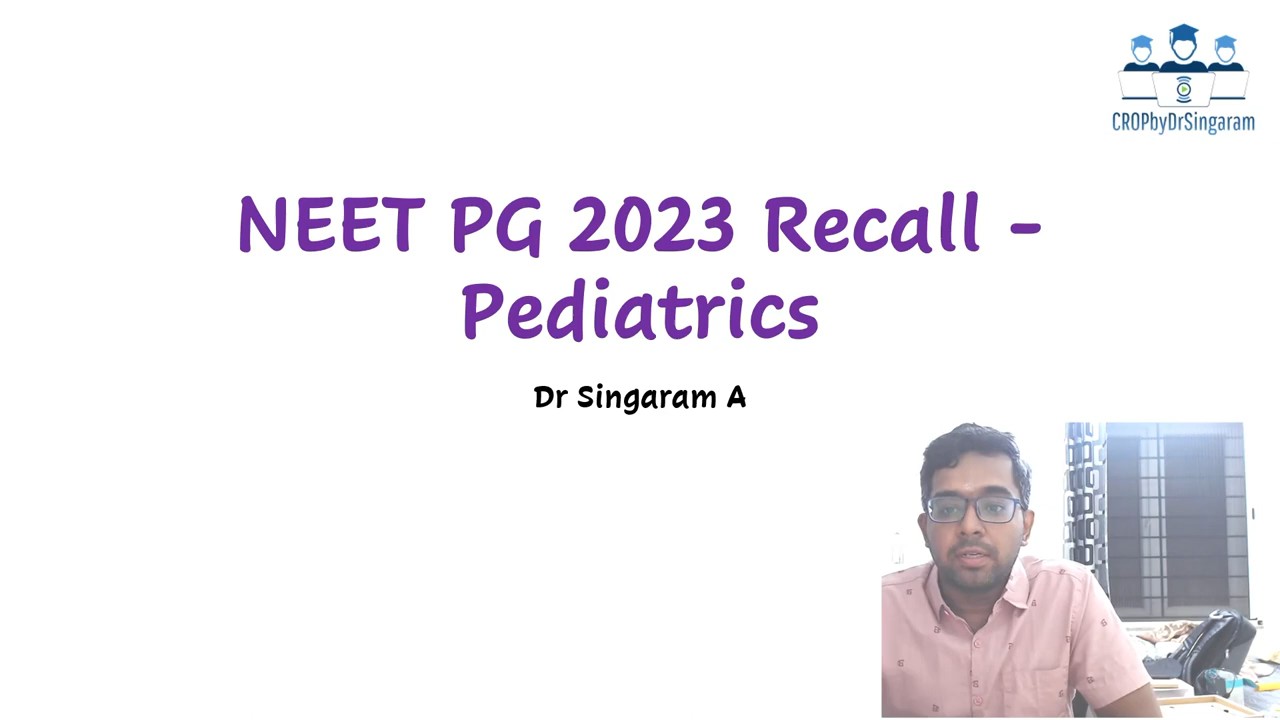 CROPbyDrSingaram
NEET PG 2023 Recall -
Pediatrics
Dr Singaram A